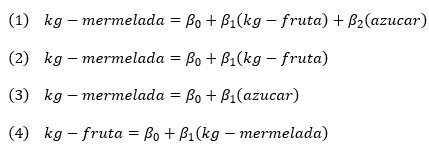 (1) kg − mermelada = β₀ + β₁(kg − fruta) + β₂(azucar)
(2) kg − mermelada = β₀ + β₁(kg − fruta)
(3) kg − mermelada = β₀ + β₁(azucar)
(4) kg − fruta = β₀ + β₁(kg − mermelada)